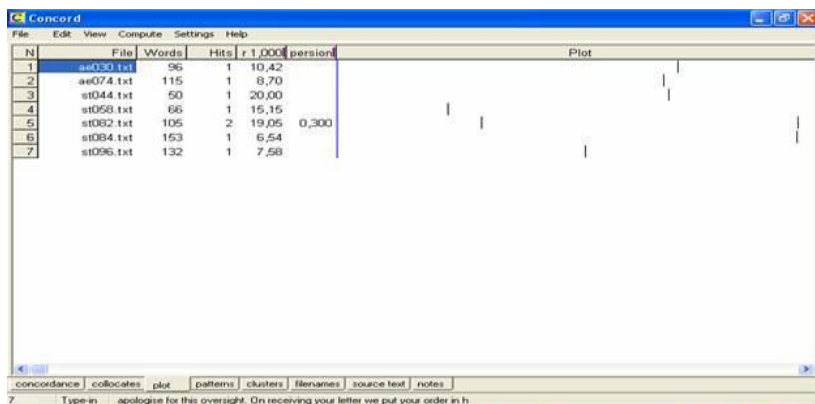 Concord
File Edit View Compute Settings Help
N File Words Hits r 1,000 persion Plot
1 ae030.txt 96 1 10,42
2 ae074.txt 115 1 8,70
3 st044.txt 50 1 20,00
4 st058.txt 66 1 15,15
5 st082.txt 105 2 19,05 0,300
6 st084.txt 153 1 6,54
7 st096.txt 132 1 7,58
concordance collocates plot patterns clusters filenames source text notes
7 Type-in apologise for this oversight. On receiving your letter we put your order in h